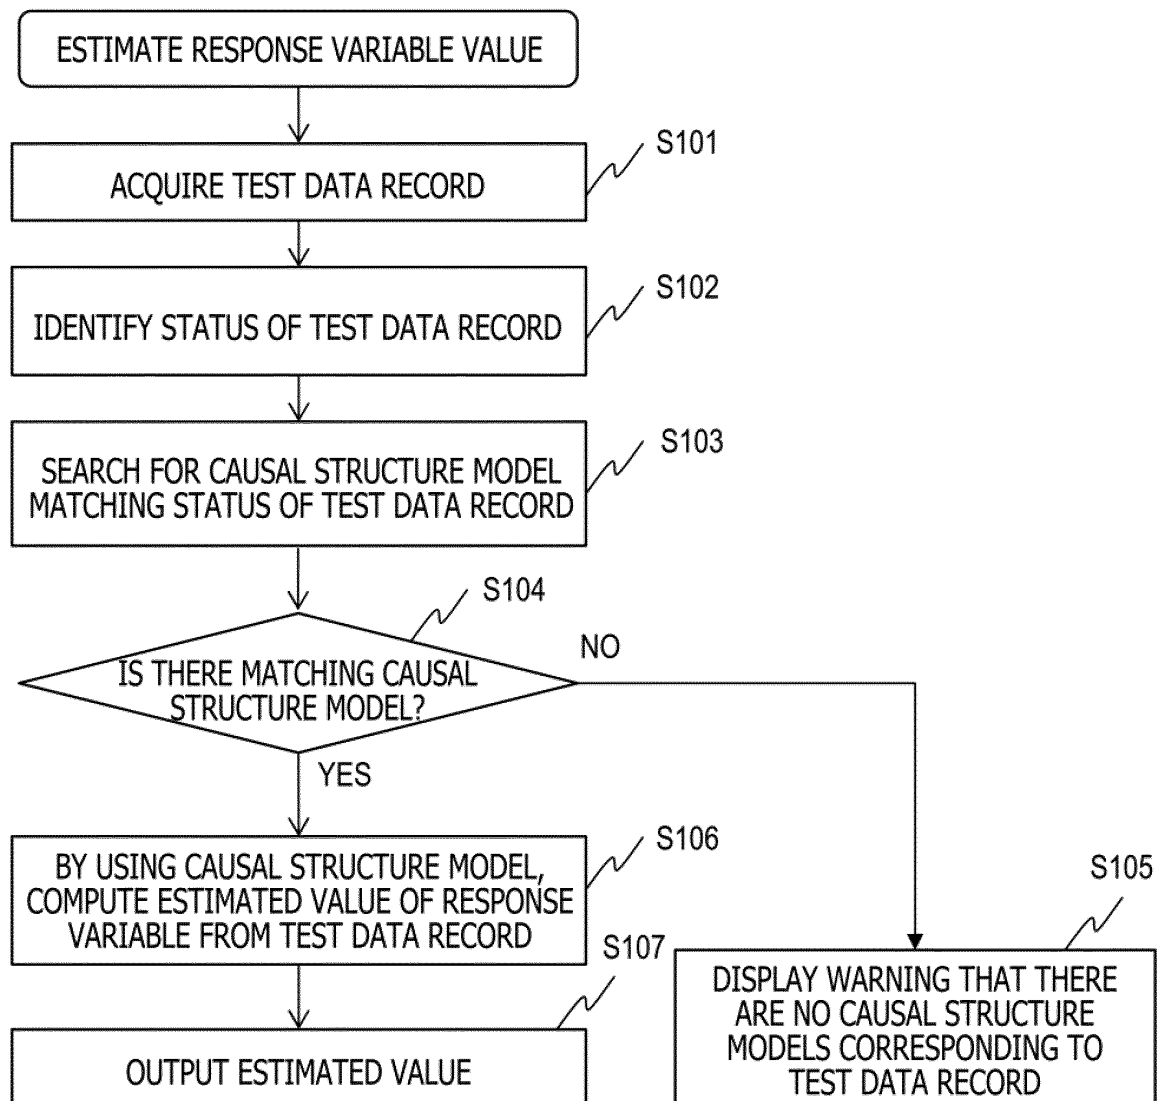 ESTIMATE RESPONSE VARIABLE VALUE
S101
ACQUIRE TEST DATA RECORD
S102
IDENTIFY STATUS OF TEST DATA RECORD
S103
SEARCH FOR CAUSAL STRUCTURE MODEL
MATCHING STATUS OF TEST DATA RECORD
S104
NO
IS THERE MATCHING CAUSAL
STRUCTURE MODEL?
YES
S106
BY USING CAUSAL STRUCTURE MODEL,
COMPUTE ESTIMATED VALUE OF RESPONSE
VARIABLE FROM TEST DATA RECORD
S105
S107
OUTPUT ESTIMATED VALUE
DISPLAY WARNING THAT THERE
ARE NO CAUSAL STRUCTURE
MODELS CORRESPONDING TO
TEST DATA RECORD